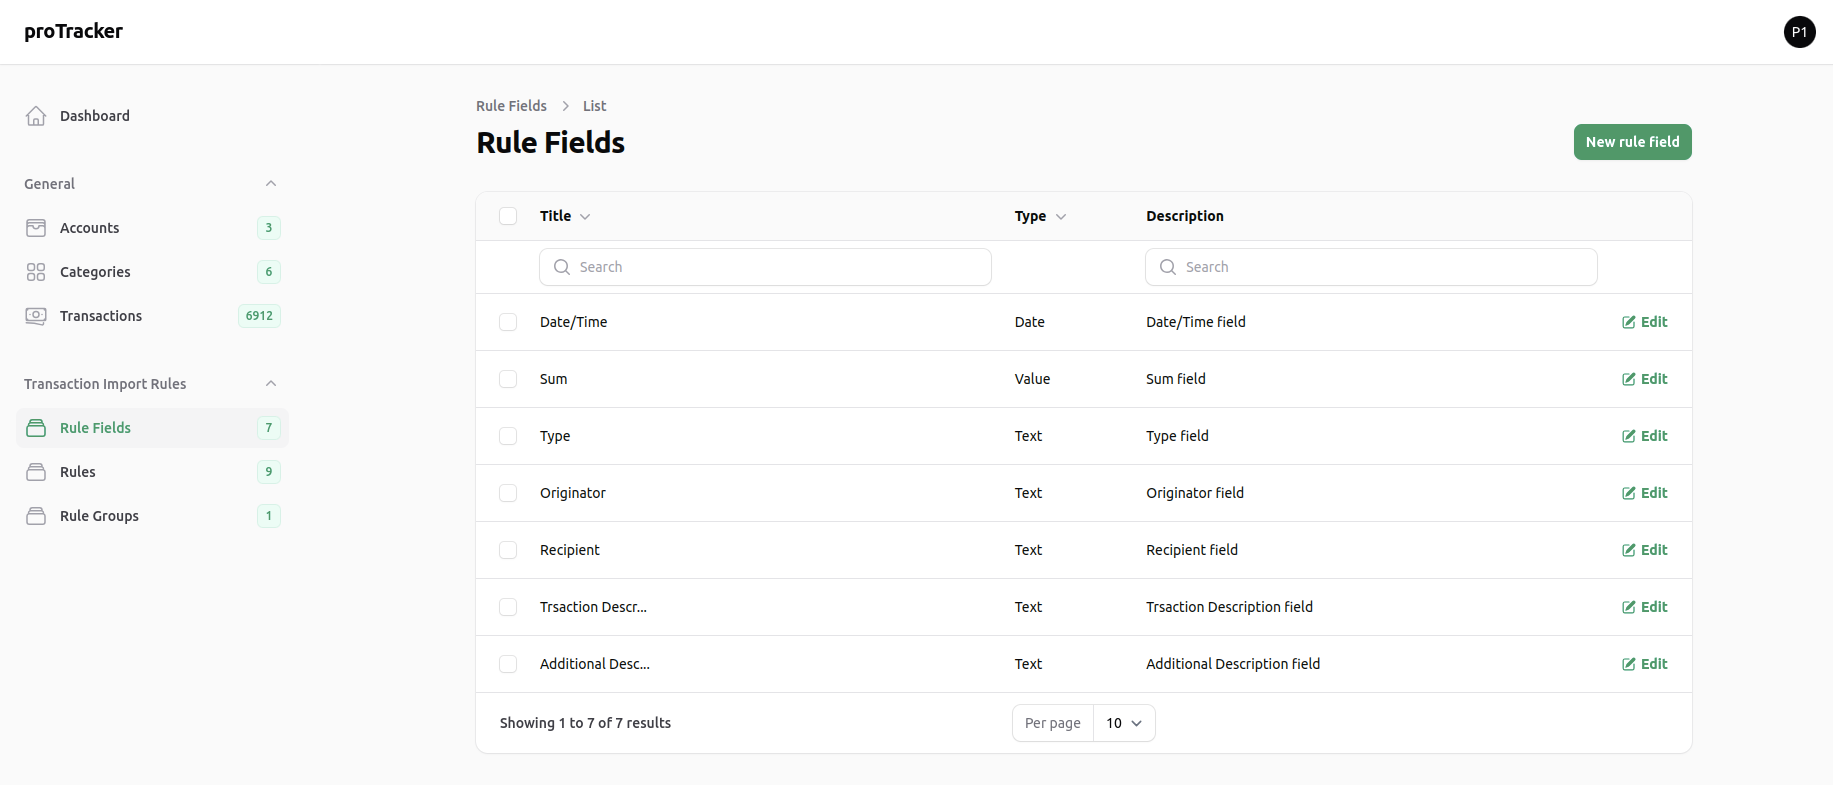 proTracker
P1
Dashboard
General
Accounts 3
Categories 6
Transactions 6912
Transaction Import Rules
Rule Fields 7
Rules 9
Rule Groups 1
Rule Fields > List
Rule Fields
New rule field
Title Type Description
Search Search
Date/Time Date Date/Time field Edit
Sum Value Sum field Edit
Type Text Type field Edit
Originator Text Originator field Edit
Recipient Text Recipient field Edit
Trsaction Descr... Text Trsaction Description field Edit
Additional Desc... Text Additional Description field Edit
Showing 1 to 7 of 7 results Per page 10